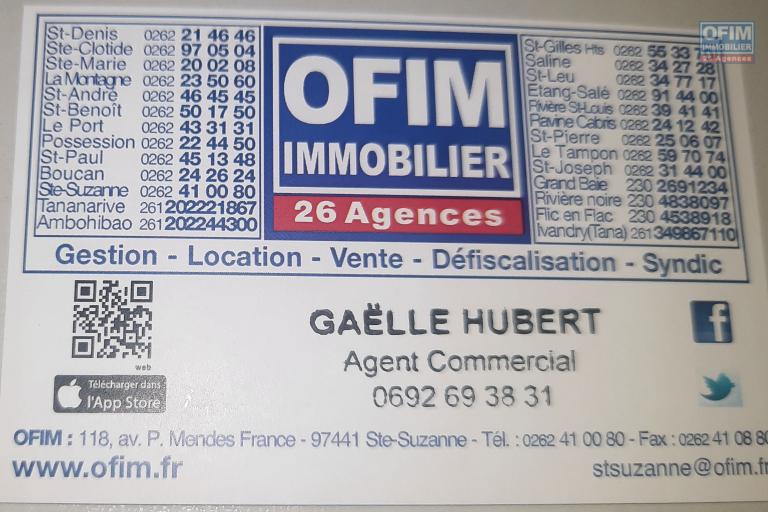 St-Denis 0262 21 46 46
Ste-Clotide 0262 97 05 04
Ste-Marie 0262 20 02 08
La Montagne 0262 23 50 60
St-André 0262 46 45 45
St-Benoît 0262 50 17 50
Le Port 0262 43 31 31
Possession 0262 22 44 50
St-Paul 0262 45 13 48
Boucan 0262 24 26 24
Ste-Suzanne 0262 41 00 80
Tananarive 261 202221867
Ambohibao 261 202244300
OFIM
IMMOBILIER
26 Agences
St-Gilles Hts 0262 55 33
Saline 0262 34 27 28
St-Leu 0262 34 77 17
Etang-Salé 0262 91 44 00
Rivière St-Louis 0262 39 41 41
Ravine Cabris 0262 24 12 42
St-Pierre 0262 25 06 07
Le Tampon 0262 59 70 74
St-Joseph 0262 31 44 00
Grand Baie 230 2691234
Rivière noire 230 4838097
Flic en Flac 230 4538918
Ivandry(Tana) 261 349867110
OFIM
IMMOBILIER
26 Agences
Gestion - Location - Vente - Défiscalisation - Syndic
web
Télécharger dans
l'App Store
GAËLLE HUBERT
Agent Commercial
0692 69 38 31
f
OFIM : 118, av. P. Mendes France - 97441 Ste-Suzanne - Tél. : 0262 41 00 80 - Fax : 0262 41 08 80
www.ofim.fr
stsuzanne@ofim.fr